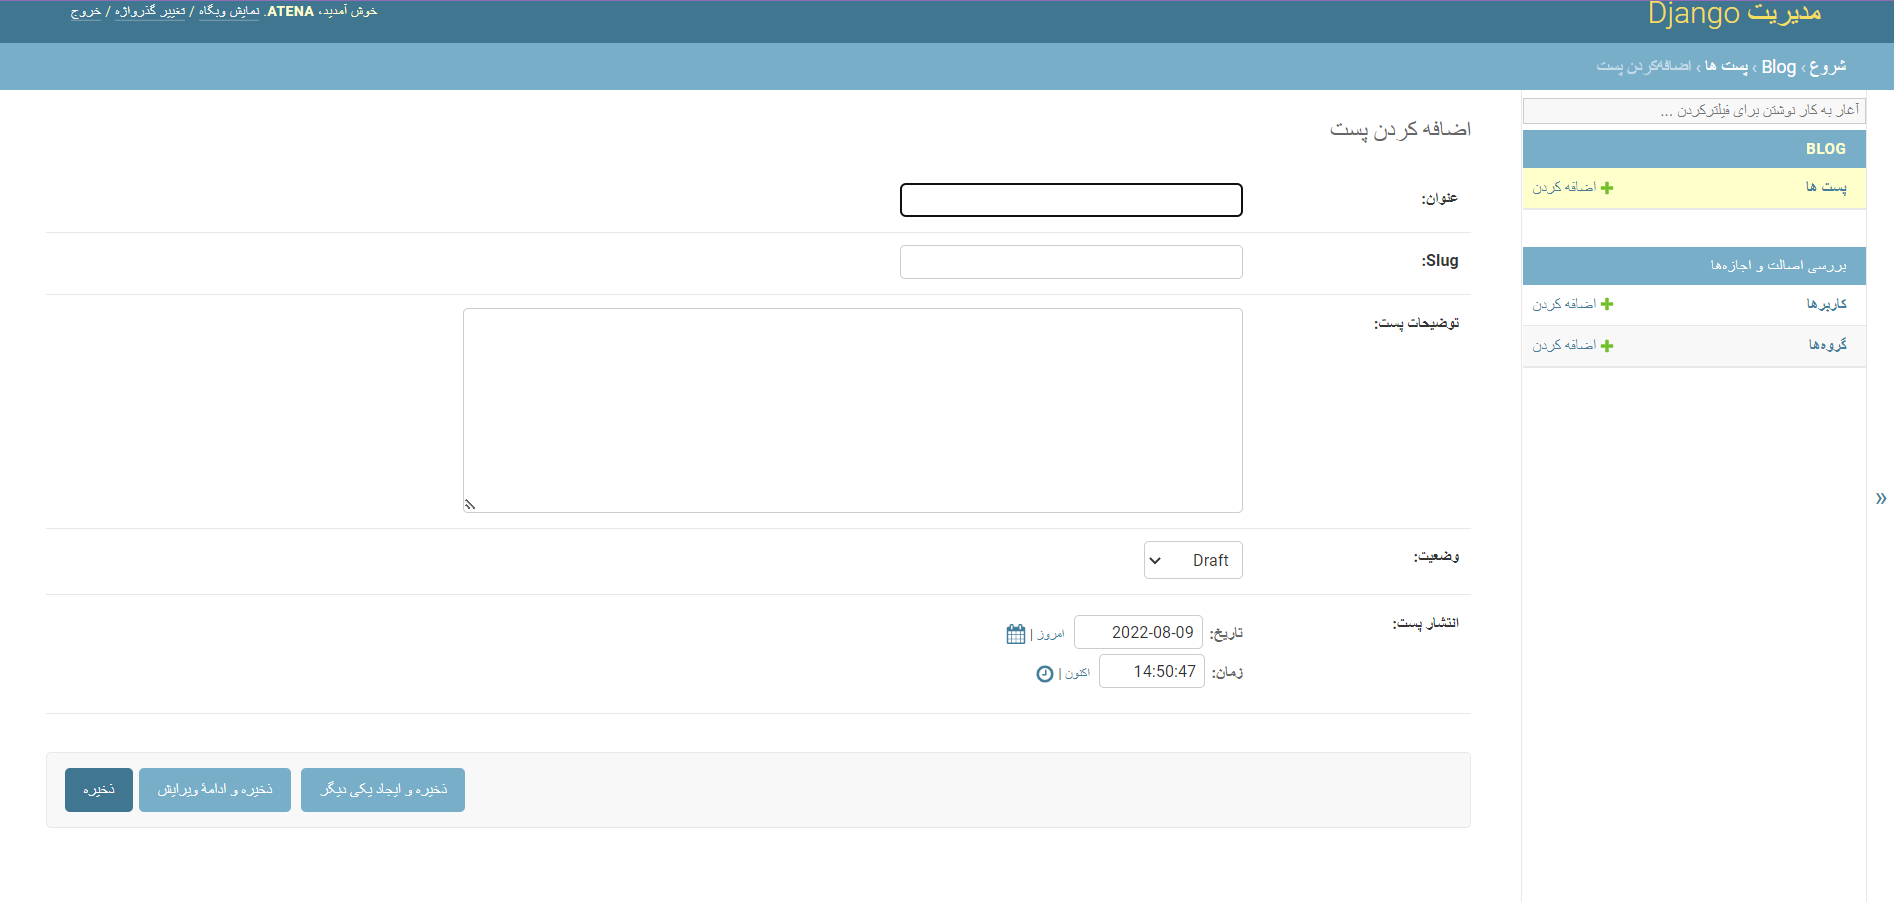 مدیریت Django
خوش آمدید، ATENA. نمایش وبگاه / تغییر گذرواژه / خروج
شروع › Blog › پست ها › اضافه‌کردن پست
آغار به کار نوشتن برای فیلترکردن ...
BLOG
پست ها
اضافه کردن
بررسی اصالت و اجازه‌ها
کاربرها
اضافه کردن
گروه‌ها
اضافه کردن
«
اضافه کردن پست
عنوان:
Slug:
توضیحات پست:
وضعیت:
Draft
انتشار پست:
تاریخ: 2022-08-09 امروز |
زمان: 14:50:47 اکنون |
ذخیره و ایجاد یکی دیگر
ذخیره و ادامهٔ ویرایش
ذخیره